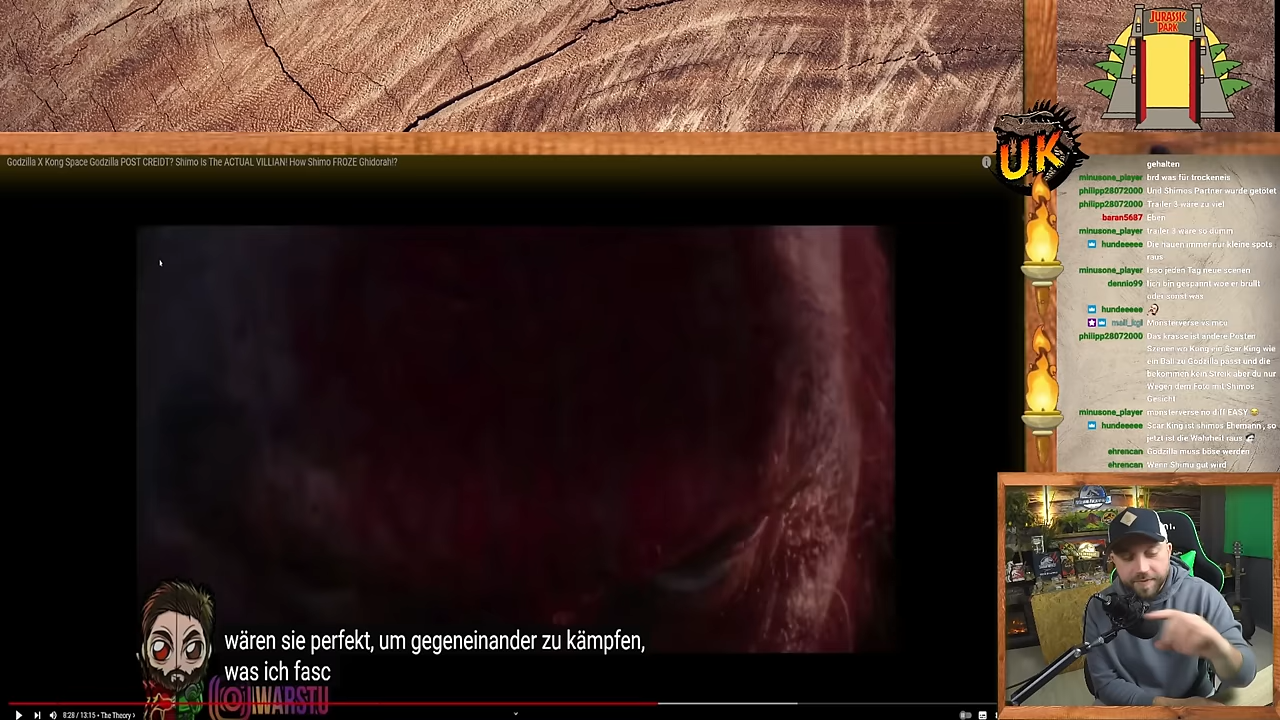 JURASSIC
PARK
UK
Godzilla X Kong Space Godzilla POST CREIDT? Shimo Is The ACTUAL VILLIAN! How Shimo FROZE Ghidorah!?
gehalten
minusone_player brd was für trockeneis
philipp28072000 Und Shimos Partner wurde getötet
philipp28072000 Trailer 3 wäre zu viel
baran5687 Eben
minusone_player trailer 3 wäre so dumm
hundeeeee Die hauen immer nur kleine spots
raus
minusone_player Isso jeden Tag neue scenen
dennio99 Iich bin gespannt woe er brüllt
oder sonst was
hundeeeee
Monsterverse vs mcu
philipp28072000 Das krasse ist andere Posten
Szenen wo Kong ein Scar King wie
ein Ball zu Godzilla passt und die
bekommen kein Streik aber du nur
Wegen dem Foto mit Shimos
Gesicht
minusone_player monsterverse no diff EASY
hundeeeee Scar King ist shimos Ehemann, so
jetzt ist die Wahrheit raus
ehrencan Godzilla muss böse werden
ehrencan Wenn Shimu gut wird
wären sie perfekt, um gegeneinander zu kämpfen,
was ich fasc
IWARSTU
8:28 / 13:15 • The Theory ›